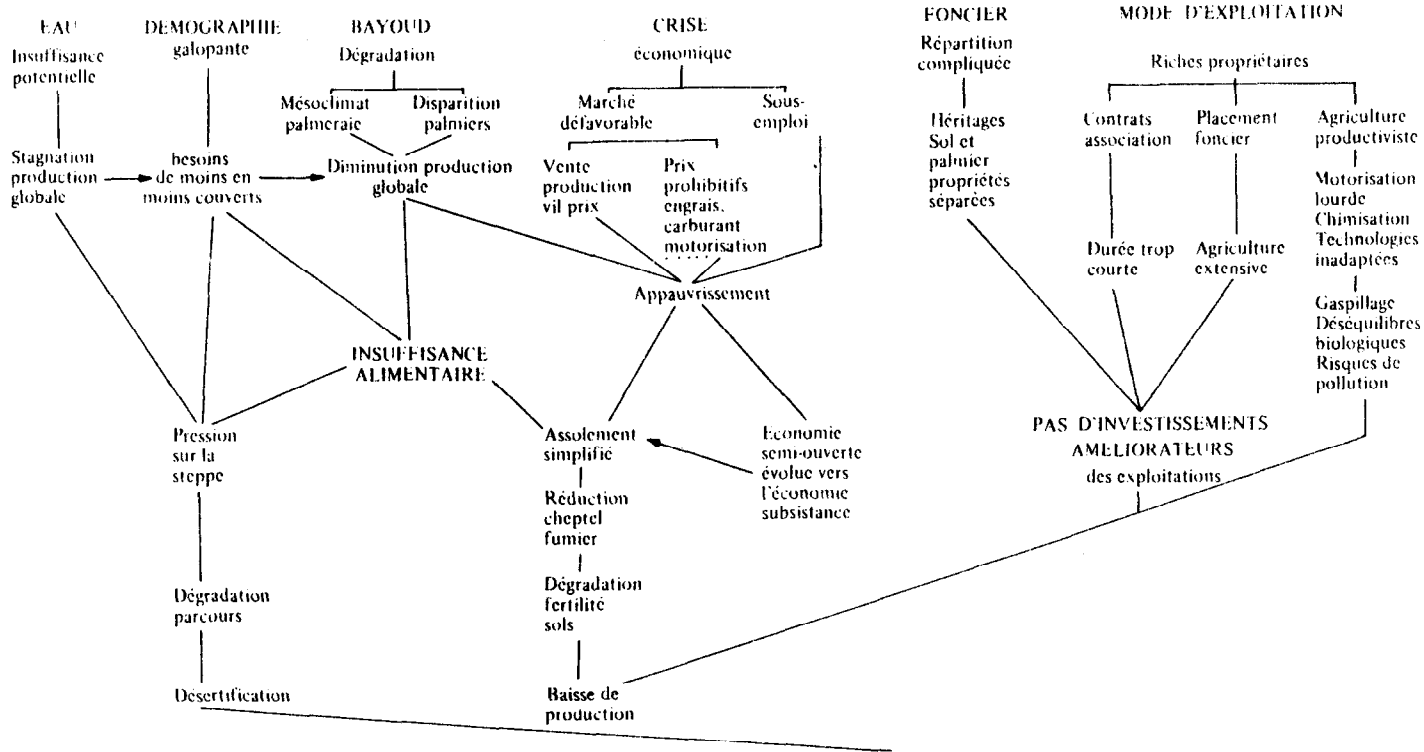 EAU
Insuffisance
potentielle
Stagnation
production
globale
DEMOGRAPHIE
galopante
besoins
de moins en
moins couverts
BAYOUD
Dégradation
Mésoclimat
palmeraie
Disparition
palmiers
Diminution production
globale
CRISE
économique
Marché
défavorable
Sous-
emploi
Vente
production
vil prix
Prix
prohibitifs
engrais,
carburant
motorisation
Appauvrissement
INSUFFISANCE
ALIMENTAIRE
Pression
sur la
steppe
Dégradation
parcours
Désertification
Assolement
simplifié
Réduction
cheptel
fumier
Dégradation
fertilité
sols
Baisse de
production
Economie
semi-ouverte
évolue vers
l'économie
subsistance
FONCIER
Répartition
compliquée
Héritages
Sol et
palmier
propriétés
séparées
MODE D'EXPLOITATION
Riches propriétaires
Contrats
association
Durée trop
courte
Placement
foncier
Agriculture
extensive
Agriculture
productiviste
Motorisation
lourde
Chimisation
Technologies
inadaptées
Gaspillage
Déséquilibres
biologiques
Risques de
pollution
PAS D'INVESTISSEMENTS
AMELIORATEURS
des exploitations